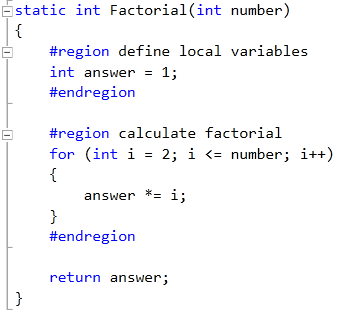 static int Factorial(int number)
{
    #region define local variables
    int answer = 1;
    #endregion

    #region calculate factorial
    for (int i = 2; i <= number; i++)
    {
        answer *= i;
    }
    #endregion

    return answer;
}